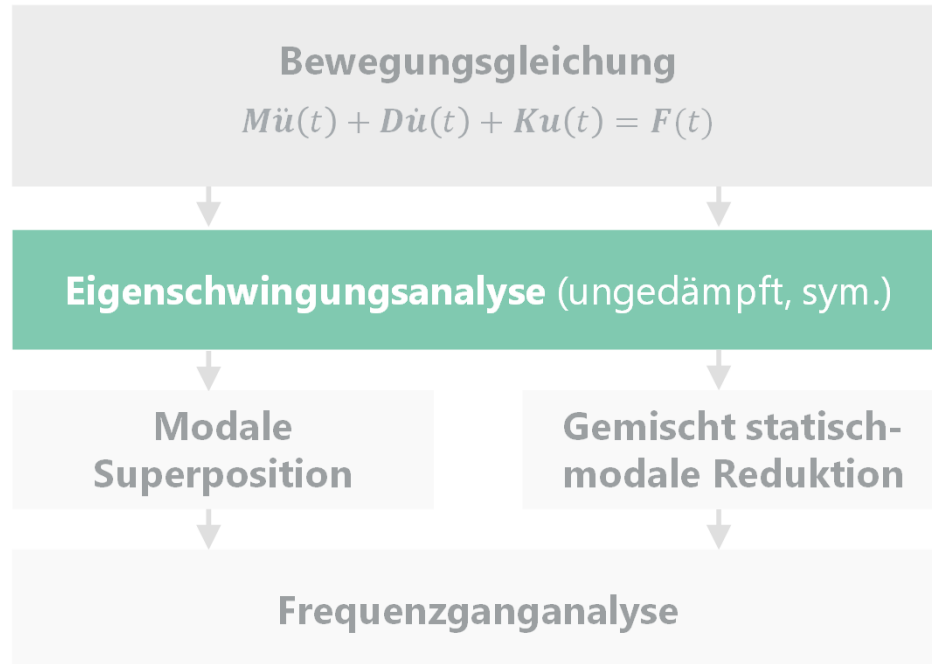 Bewegungsgleichung
Mü(t) + Du̇(t) + Ku(t) = F(t)
Eigenschwingungsanalyse (ungedämpft, sym.)
Modale
Superposition
Gemischt statisch-
modale Reduktion
Frequenzganganalyse